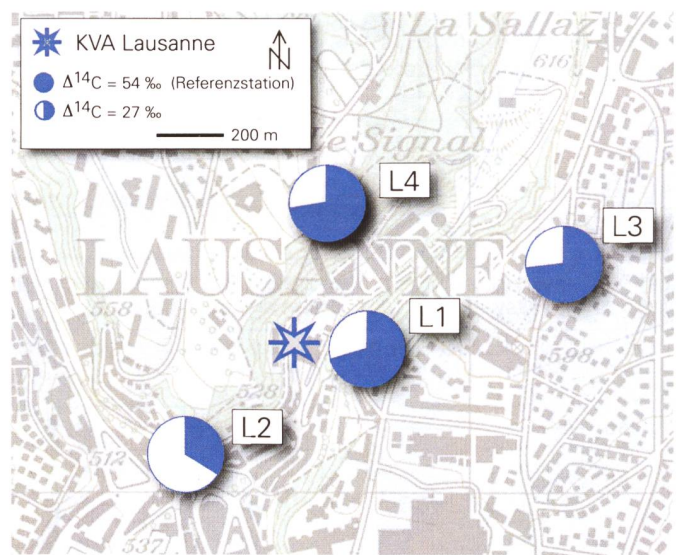 KVA Lausanne
N
Δ¹⁴C = 54 ‰ (Referenzstation)
Δ¹⁴C = 27 ‰
200 m
La Sallaz
616
Le Signal
L4
LAUSANNE
L3
558
L1
598
528
L2
512
537